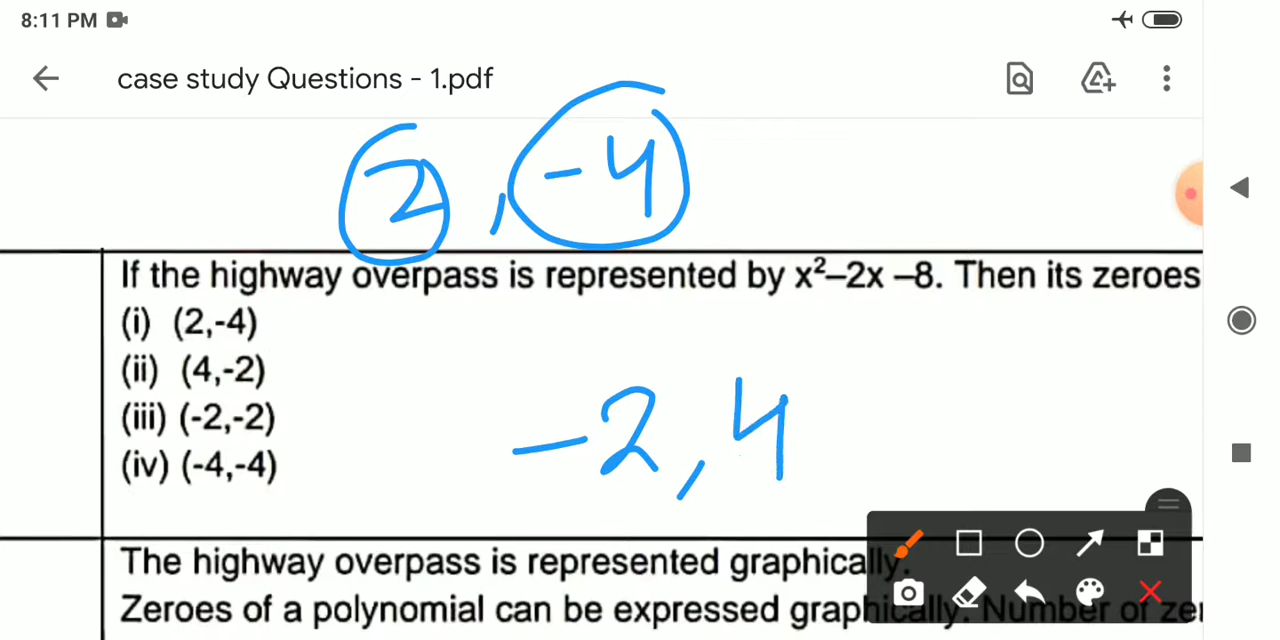 8:11 PM
case study Questions - 1.pdf
2 , -4
If the highway overpass is represented by x²–2x –8. Then its zeroes
(i) (2,-4)
(ii) (4,-2)
(iii) (-2,-2)
(iv) (-4,-4)
-2, 4
The highway overpass is represented graphically.
Zeroes of a polynomial can be expressed graphically. Number of